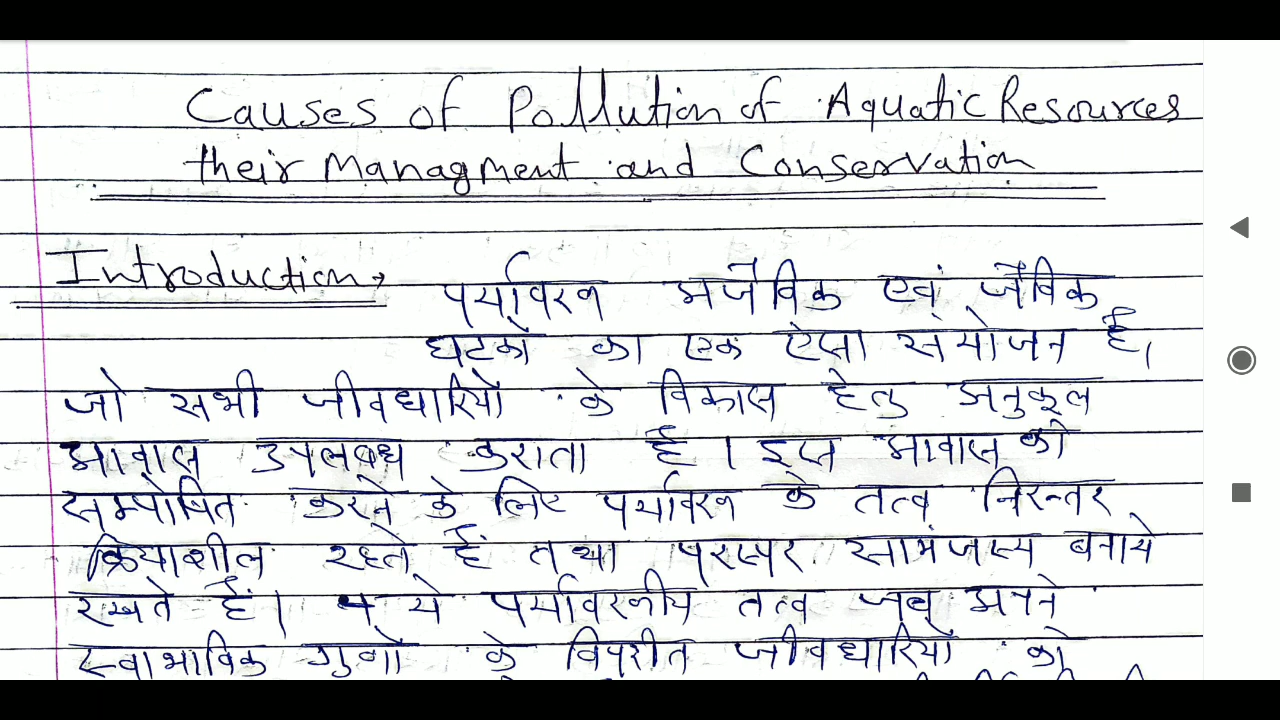 Causes of Pollution of Aquatic Resources
their Managment and Conservation
Introduction→ पर्यावरण अजैविक एवं जैविक
घटकों का एक ऐसा संयोजन है,
जो सभी जीवधारियों के विकास हेतु अनुकूल
आवास उपलब्ध कराता है । इस आवास को
सम्पोषित करने के लिए पर्यावरण के तत्व निरन्तर
क्रियाशील रहते हैं तथा परस्पर सामंजस्य बनाये
रखते हैं। ये पर्यावरणीय तत्व जब अपने
स्वाभाविक गुणों के विपरीत जीवधारियों को